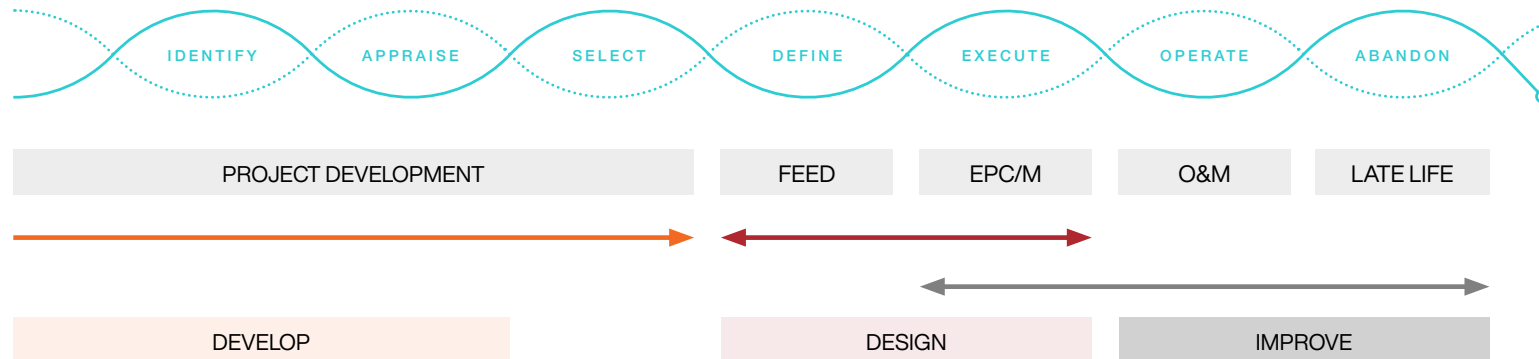 IDENTIFY APPRAISE SELECT DEFINE EXECUTE OPERATE ABANDON
PROJECT DEVELOPMENT FEED EPC/M O&M LATE LIFE
DEVELOP DESIGN IMPROVE